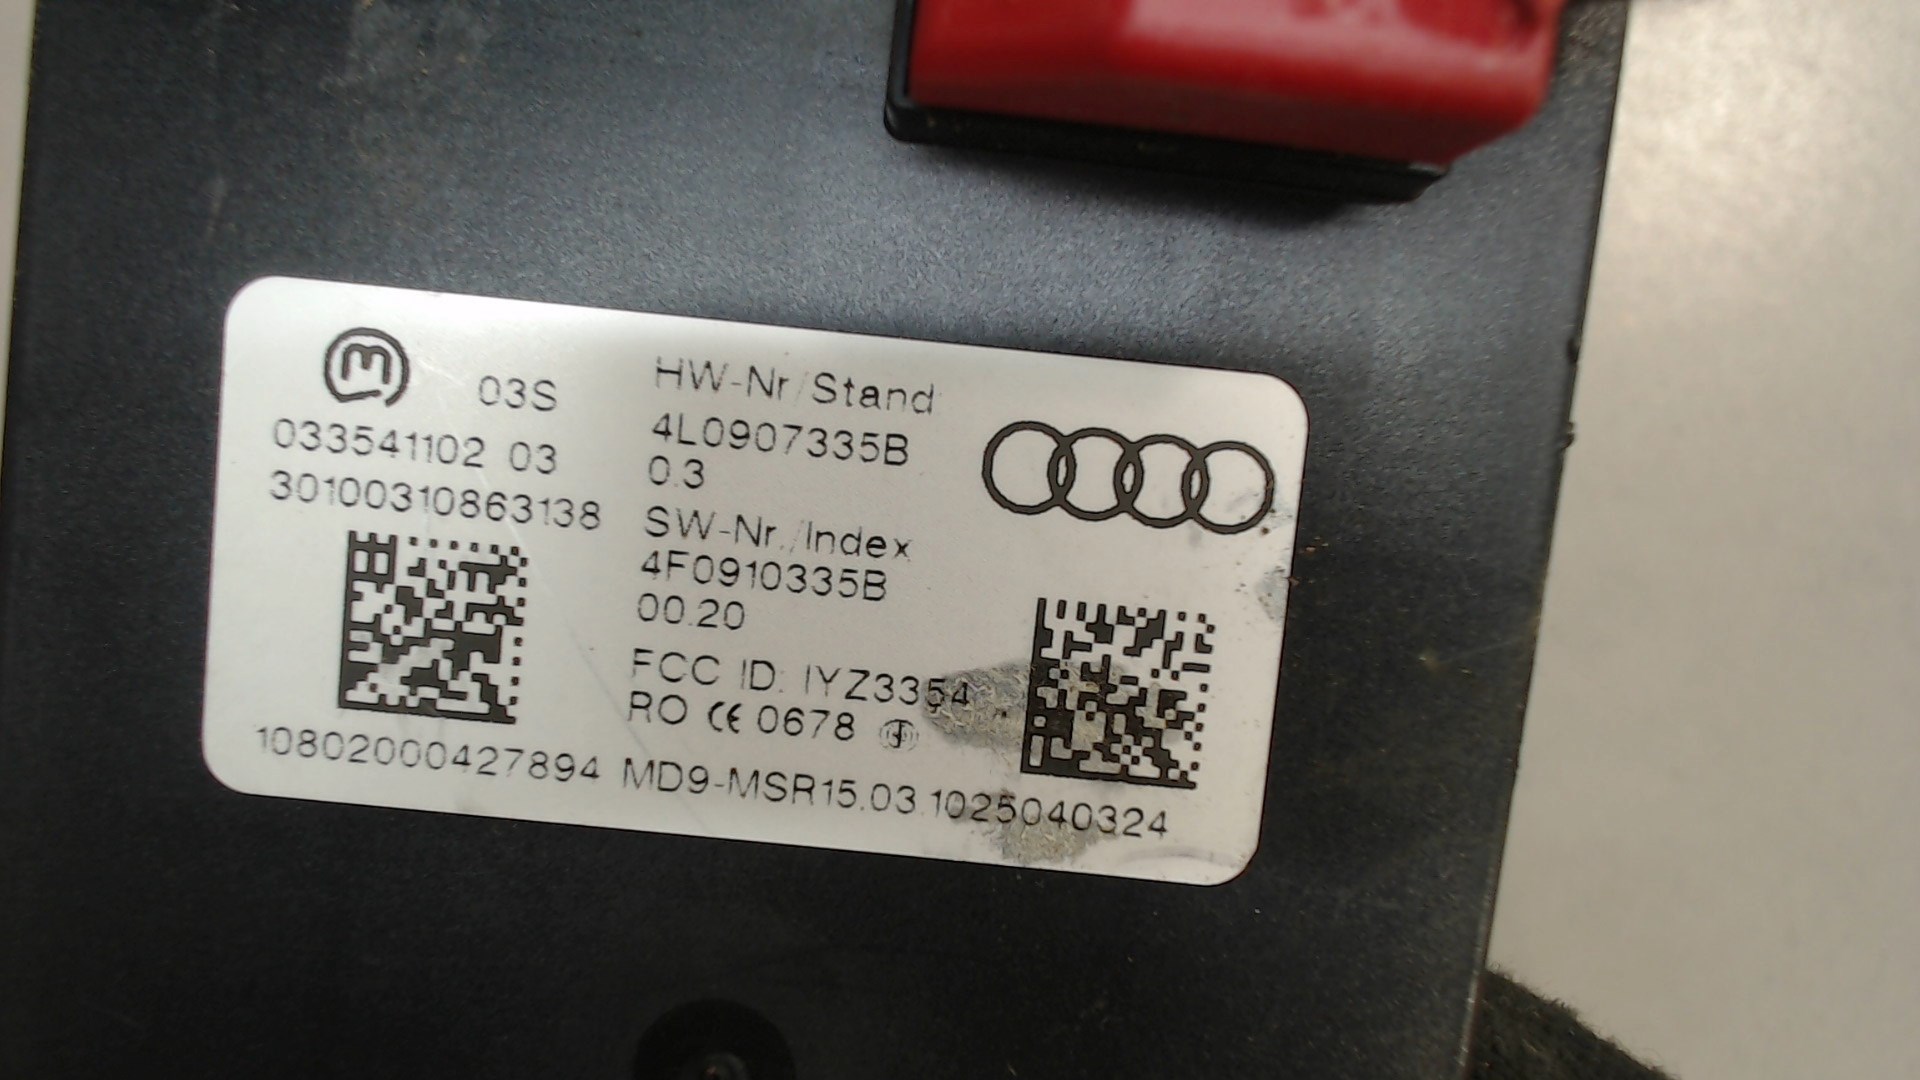 03S
033541102 03
30100310863138
HW-Nr/Stand
4L0907335B
0.3
SW-Nr./Index
4F0910335B
00.20
FCC ID: IYZ3354
RO CE 0678
10802000427894 MD9-MSR15.03.1025040324